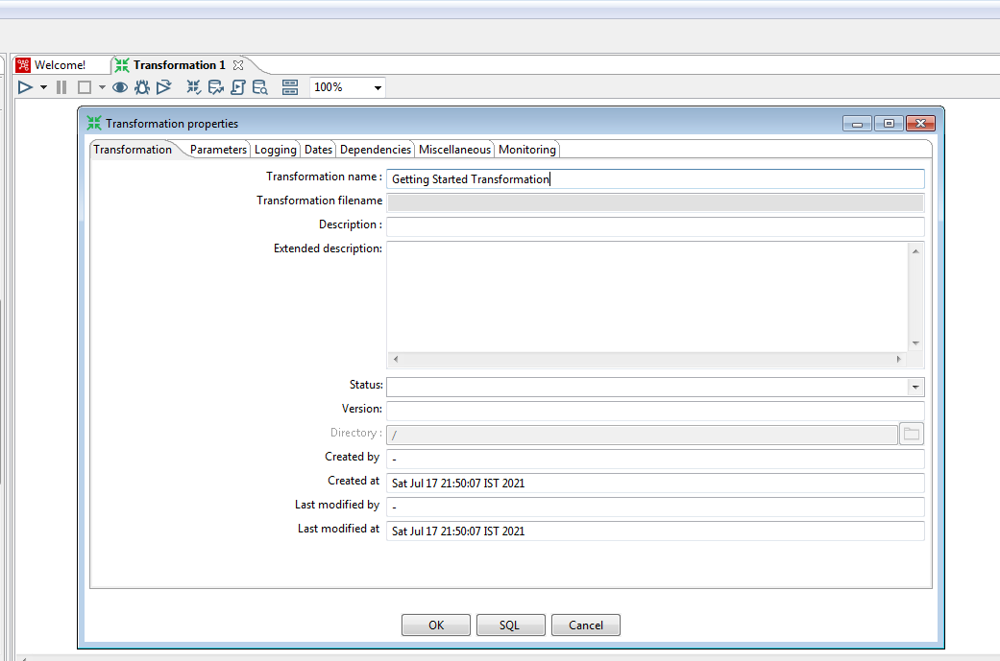 Welcome!
Transformation 1
100%
Transformation properties
Transformation Parameters Logging Dates Dependencies Miscellaneous Monitoring
Transformation name : Getting Started Transformation
Transformation filename
Description :
Extended description:
Status:
Version:
Directory : /
Created by -
Created at Sat Jul 17 21:50:07 IST 2021
Last modified by -
Last modified at Sat Jul 17 21:50:07 IST 2021
OK SQL Cancel